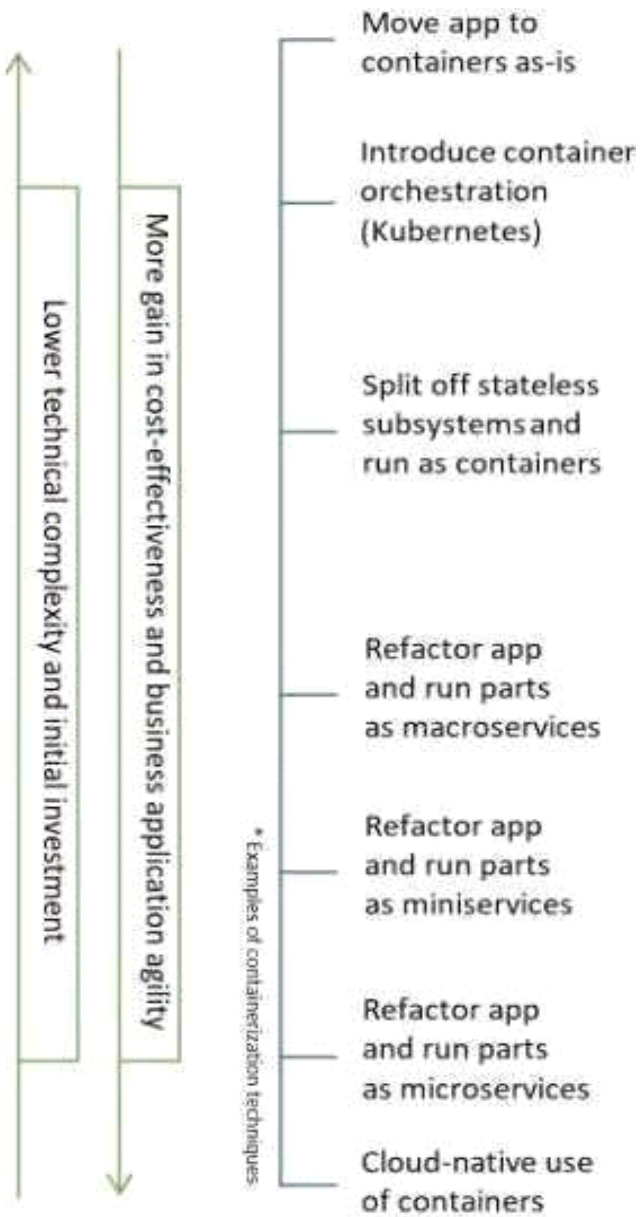 Lower technical complexity and initial investment
More gain in cost-effectiveness and business application agility
* Examples of containerization techniques
Move app to
containers as-is
Introduce container
orchestration
(Kubernetes)
Split off stateless
subsystems and
run as containers
Refactor app
and run parts
as macroservices
Refactor app
and run parts
as miniservices
Refactor app
and run parts
as microservices
Cloud-native use
of containers